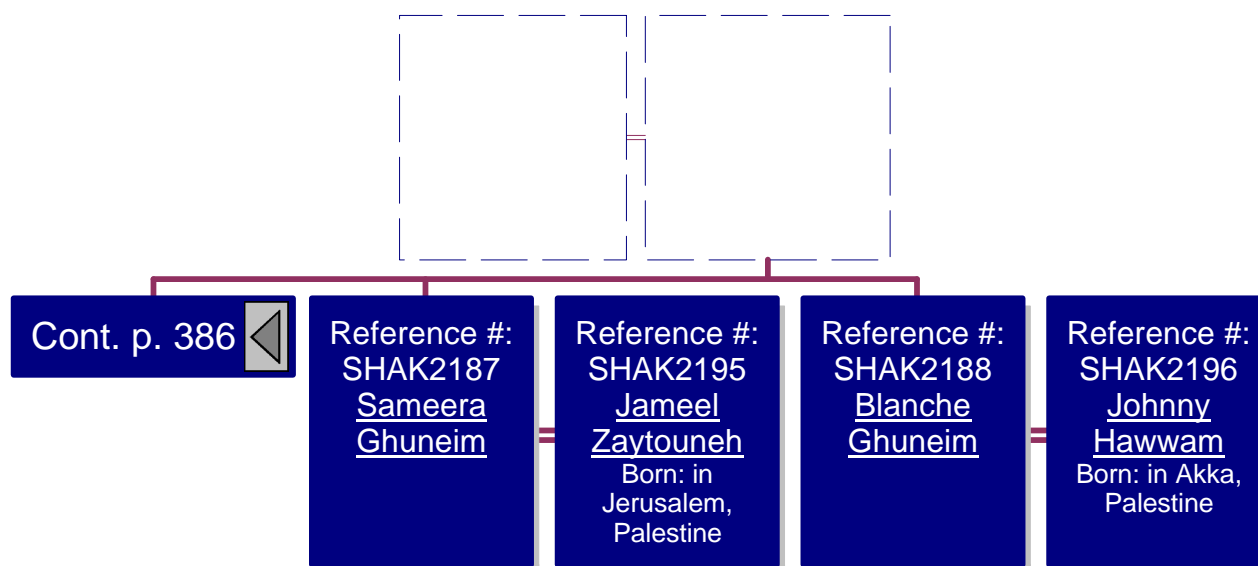 Cont. p. 386
Reference #:
SHAK2187
Sameera
Ghuneim
Reference #:
SHAK2195
Jameel
Zaytouneh
Born: in
Jerusalem,
Palestine
Reference #:
SHAK2188
Blanche
Ghuneim
Reference #:
SHAK2196
Johnny
Hawwam
Born: in Akka,
Palestine